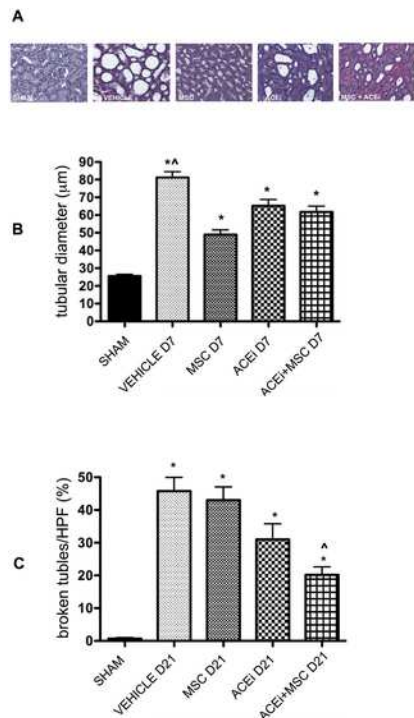 A
SHAM
VEHICLE
MSC
ACEi
MSC + ACEi
B
tubular diameter (μm)
90
80
70
60
50
40
30
20
10
0
*^
*
*
*
SHAM
VEHICLE D7
MSC D7
ACEi D7
ACEi+MSC D7
C
broken tubles/HPF (%)
50
40
30
20
10
0
*
*
*
^
*
SHAM
VEHICLE D21
MSC D21
ACEi D21
ACEi+MSC D21